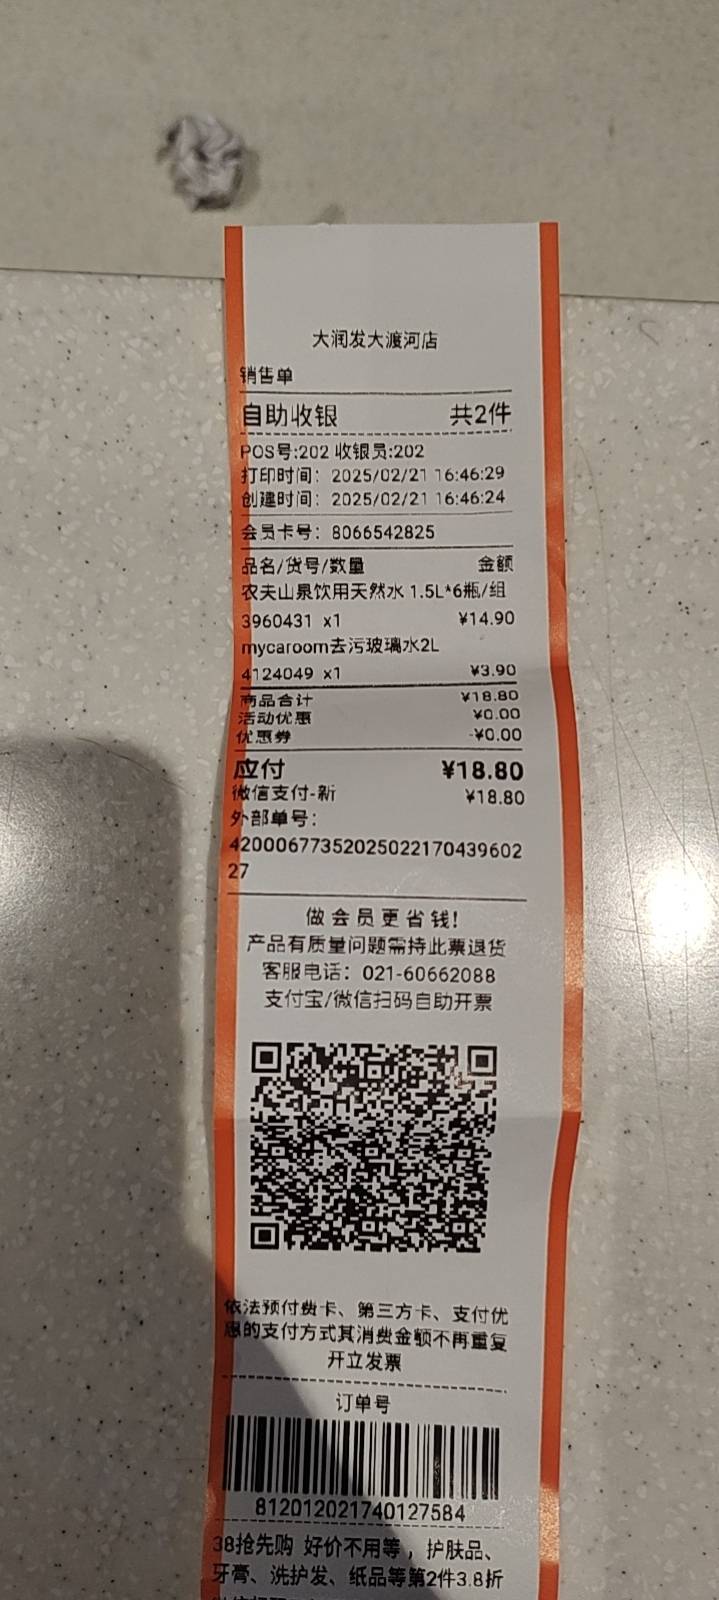 大润发大渡河店
销售单
自助收银 共2件
POS号:202 收银员:202
打印时间：2025/02/21 16:46:29
创建时间：2025/02/21 16:46:24
会员卡号：8066542825
品名/货号/数量 金额
农夫山泉饮用天然水 1.5L*6瓶/组
3960431 x1 ¥14.90
mycaroom去污玻璃水2L
4124049 x1 ¥3.90
商品合计 ¥18.80
活动优惠 ¥0.00
优惠券 -¥0.00
应付 ¥18.80
微信支付-新 ¥18.80
外部单号：
42000677352025022170439602
27
做会员更省钱!
产品有质量问题需持此票退货
客服电话：021-60662088
支付宝/微信扫码自助开票
依法预付费卡、第三方卡、支付优
惠的支付方式其消费金额不再重复
开立发票
订单号
812012021740127584
38抢先购 好价不用等，护肤品、
牙膏、洗护发、纸品等第2件3.8折